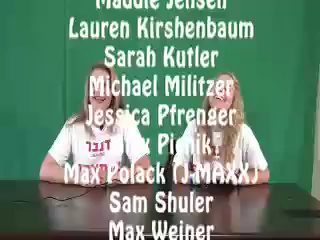 Maddie Jensen
Lauren Kirshenbaum
Sarah Kutler
Michael Militzer
Jessica Pfrenger
Max Polack (J-MAXX)
Sam Shuler
Max Weiner